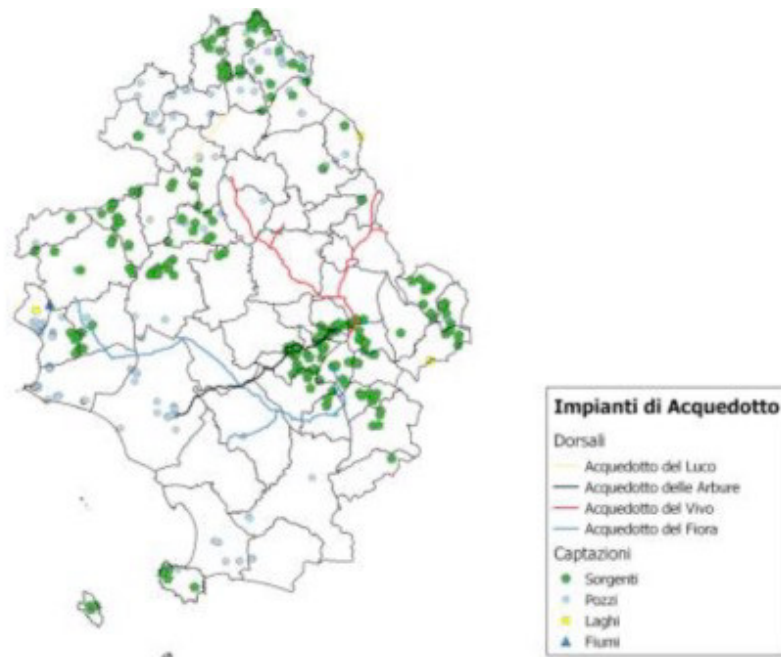 Impianti di Acquedotto
Dorsali
Acquedotto del Luco
Acquedotto delle Arbure
Acquedotto del Vivo
Acquedotto del Fiora
Captazioni
Sorgenti
Pozzi
Laghi
Fiumi